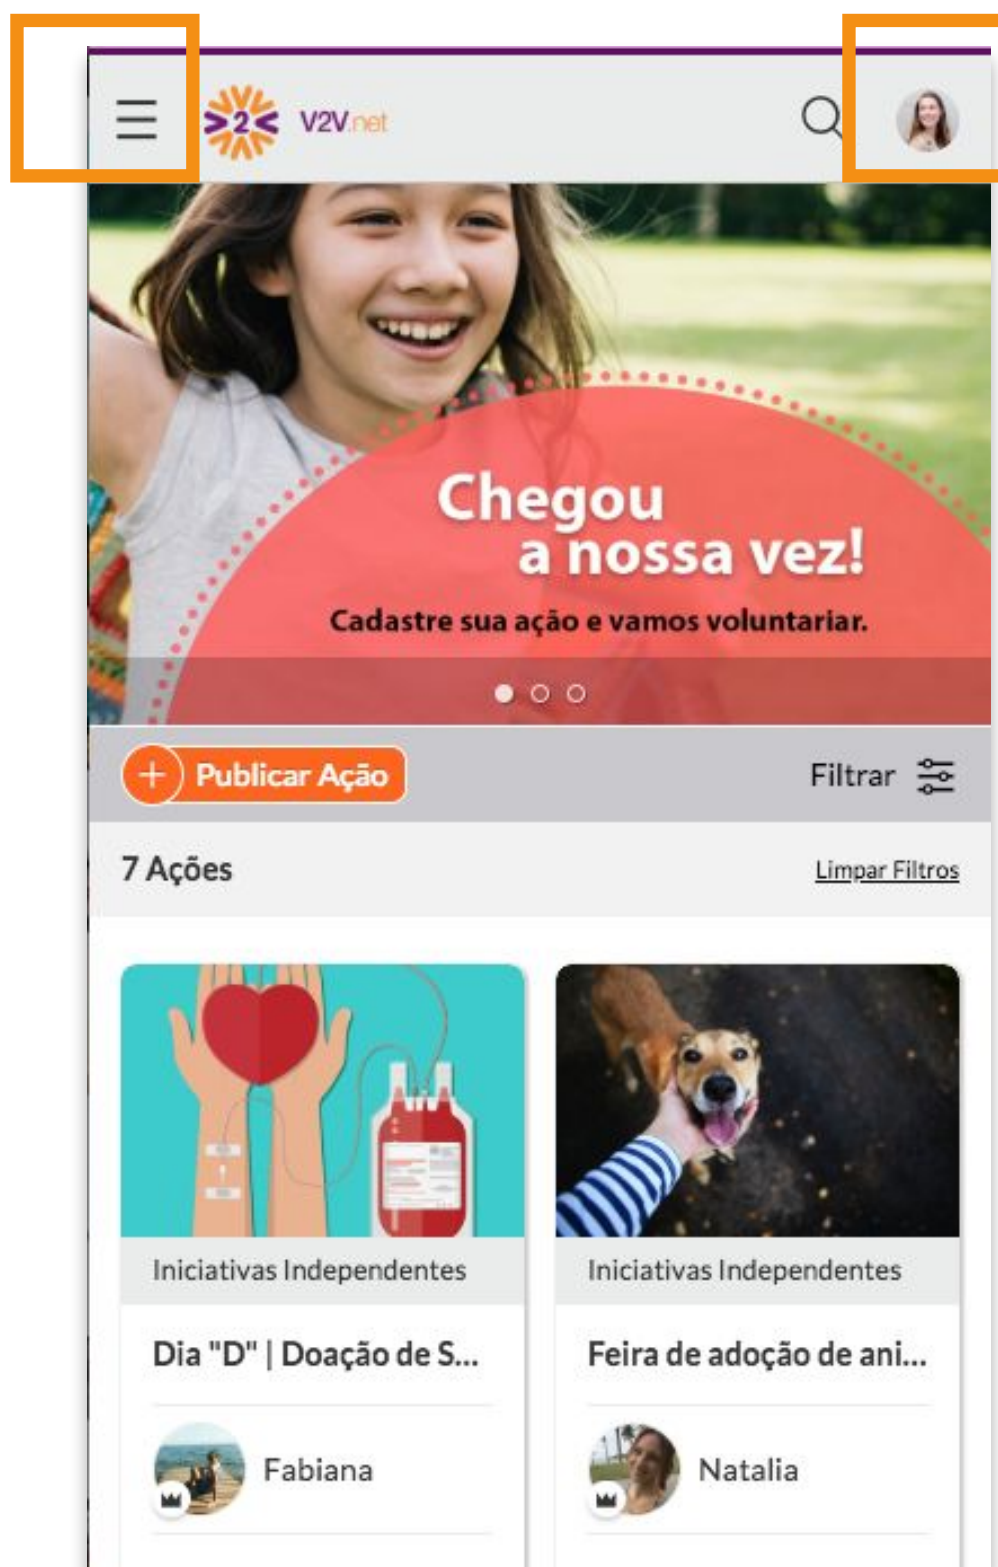 V2V.net
Chegou
a nossa vez!
Cadastre sua ação e vamos voluntariar.
Publicar Ação
Filtrar
7 Ações
Limpar Filtros
Iniciativas Independentes
Iniciativas Independentes
Dia "D" | Doação de S...
Feira de adoção de ani...
Fabiana
Natalia